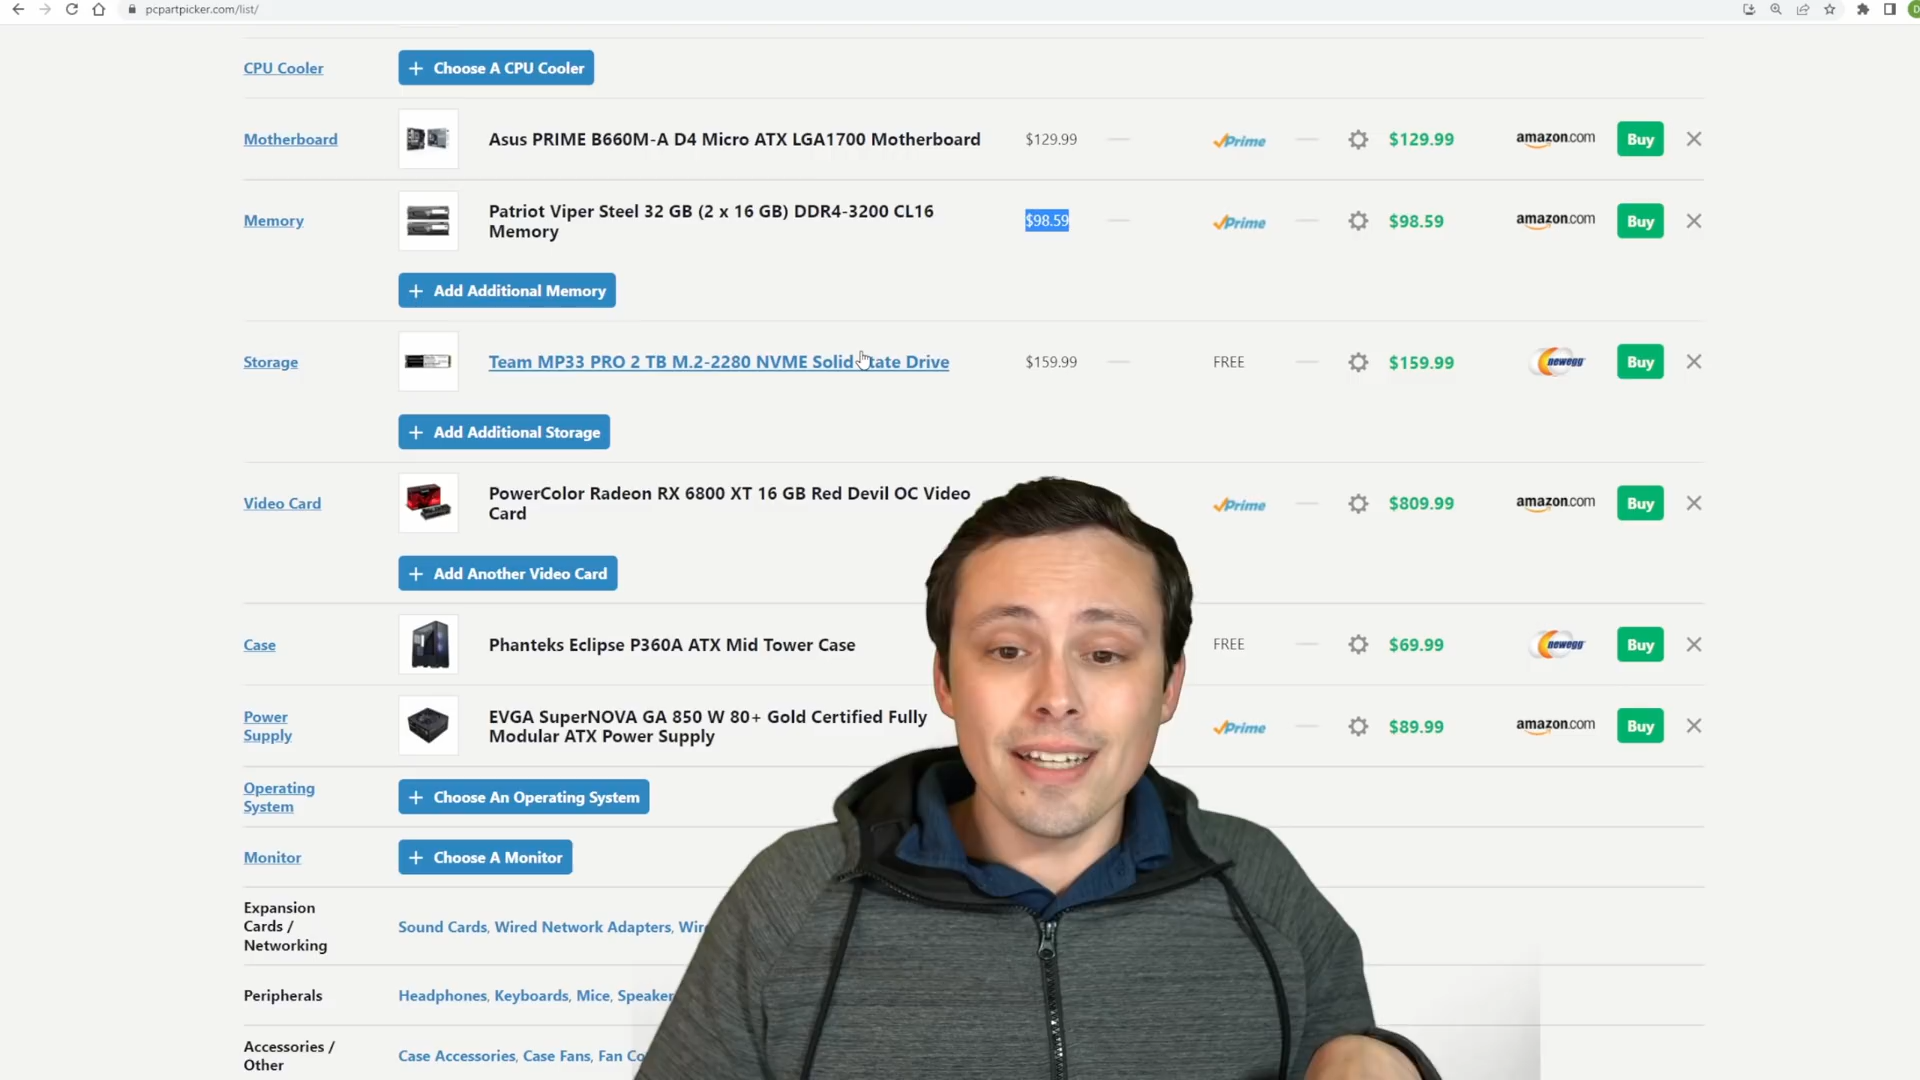 pcpartpicker.com/list/
CPU Cooler
Choose A CPU Cooler
Motherboard
Asus PRIME B660M-A D4 Micro ATX LGA1700 Motherboard
$129.99
Prime
$129.99
amazon.com
Buy
Memory
Patriot Viper Steel 32 GB (2 x 16 GB) DDR4-3200 CL16
Memory
$98.59
Prime
$98.59
amazon.com
Buy
Add Additional Memory
Storage
Team MP33 PRO 2 TB M.2-2280 NVME Solid State Drive
$159.99
FREE
$159.99
newegg
Buy
Add Additional Storage
Video Card
PowerColor Radeon RX 6800 XT 16 GB Red Devil OC Video
Card
Prime
$809.99
amazon.com
Buy
Add Another Video Card
Case
Phanteks Eclipse P360A ATX Mid Tower Case
FREE
$69.99
newegg
Buy
Power
Supply
EVGA SuperNOVA GA 850 W 80+ Gold Certified Fully
Modular ATX Power Supply
Prime
$89.99
amazon.com
Buy
Operating
System
Choose An Operating System
Monitor
Choose A Monitor
Expansion
Cards /
Networking
Sound Cards, Wired Network Adapters,
Peripherals
Headphones, Keyboards, Mice,
Accessories /
Other
Case Accessories, Case Fans,